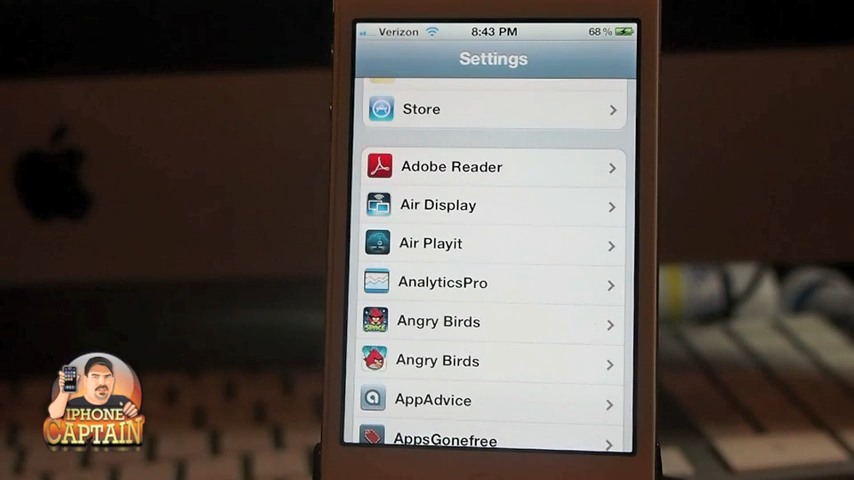 Verizon 8:43 PM 68%
Settings
Store
Adobe Reader
Air Display
Air Playit
AnalyticsPro
Angry Birds
SPACE
Angry Birds
AppAdvice
AppsGonefree
IPHONE
CAPTAIN